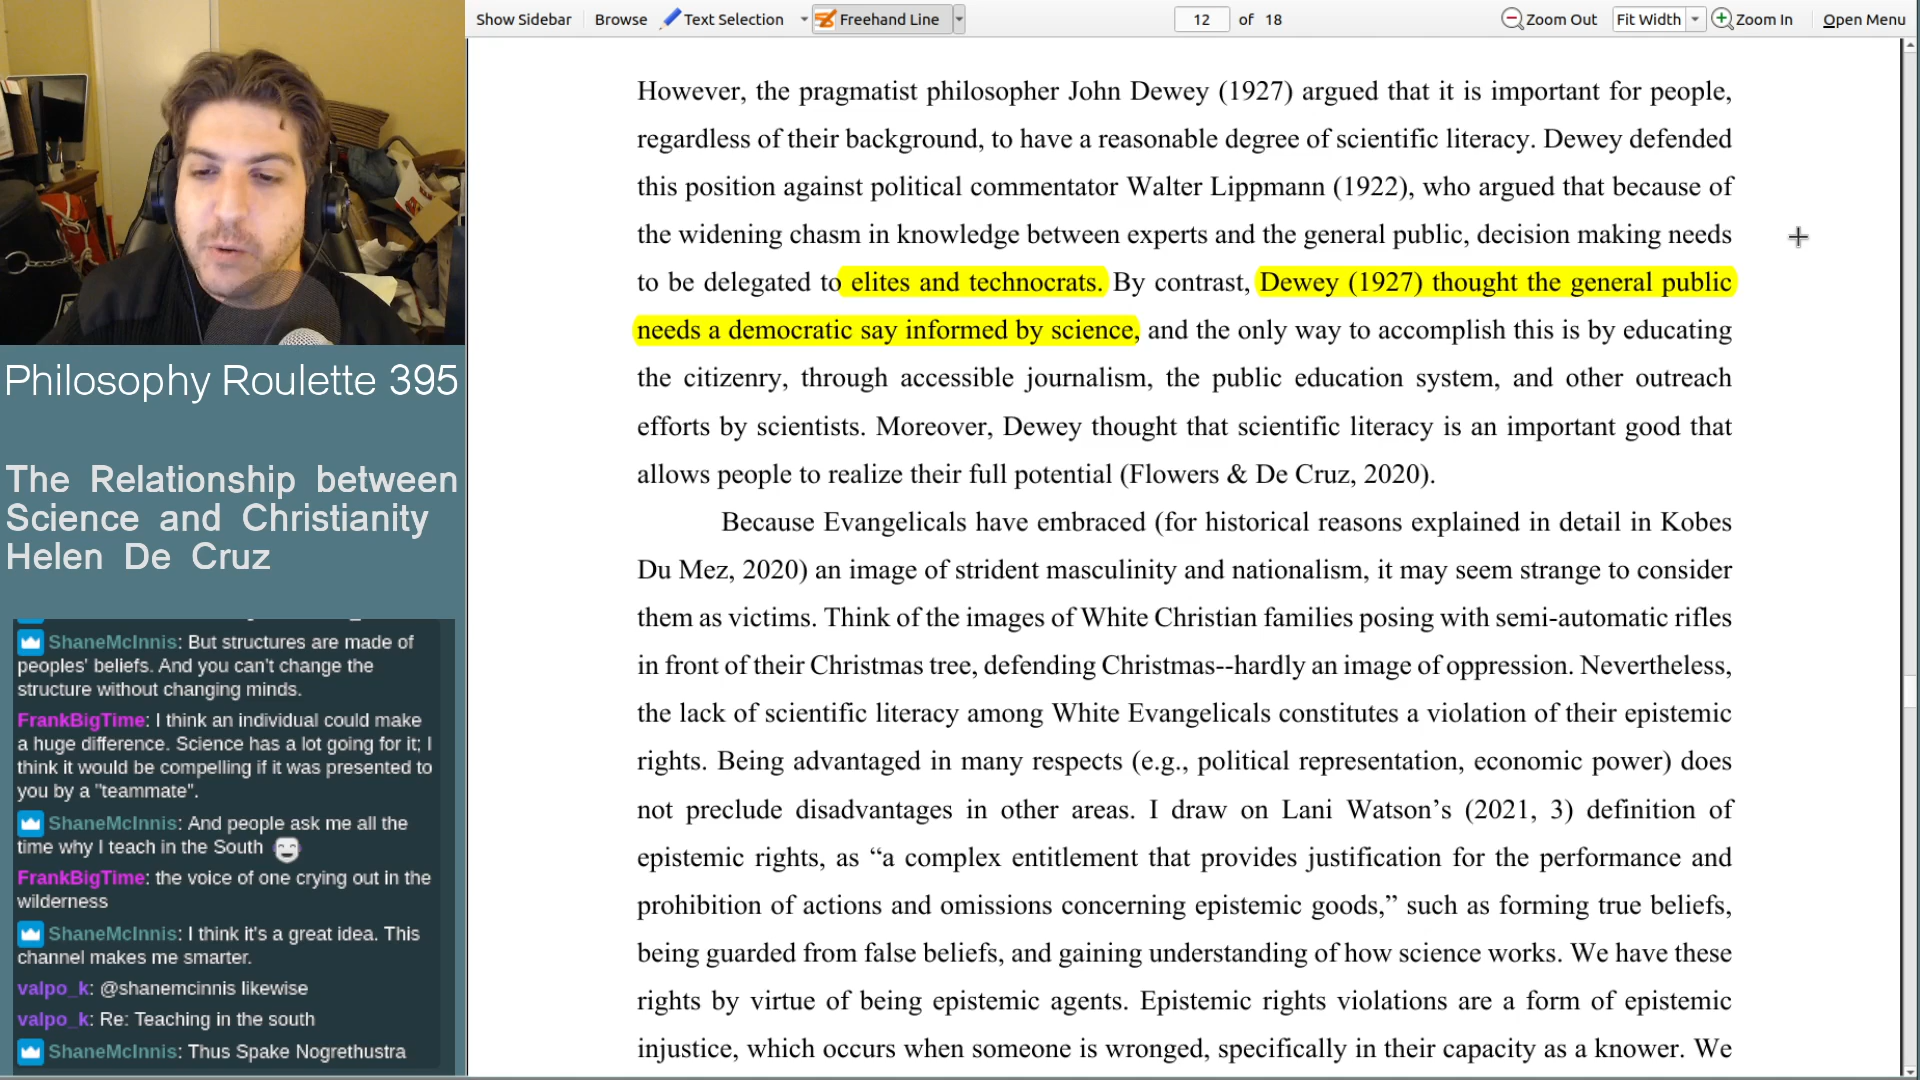 Show Sidebar Browse Text Selection Freehand Line 12 of 18 Zoom Out Fit Width Zoom In Open Menu
However, the pragmatist philosopher John Dewey (1927) argued that it is important for people,
regardless of their background, to have a reasonable degree of scientific literacy. Dewey defended
this position against political commentator Walter Lippmann (1922), who argued that because of
the widening chasm in knowledge between experts and the general public, decision making needs
to be delegated to elites and technocrats. By contrast, Dewey (1927) thought the general public
needs a democratic say informed by science, and the only way to accomplish this is by educating
the citizenry, through accessible journalism, the public education system, and other outreach
efforts by scientists. Moreover, Dewey thought that scientific literacy is an important good that
allows people to realize their full potential (Flowers & De Cruz, 2020).
Because Evangelicals have embraced (for historical reasons explained in detail in Kobes
Du Mez, 2020) an image of strident masculinity and nationalism, it may seem strange to consider
them as victims. Think of the images of White Christian families posing with semi-automatic rifles
in front of their Christmas tree, defending Christmas--hardly an image of oppression. Nevertheless,
the lack of scientific literacy among White Evangelicals constitutes a violation of their epistemic
rights. Being advantaged in many respects (e.g., political representation, economic power) does
not preclude disadvantages in other areas. I draw on Lani Watson’s (2021, 3) definition of
epistemic rights, as “a complex entitlement that provides justification for the performance and
prohibition of actions and omissions concerning epistemic goods,” such as forming true beliefs,
being guarded from false beliefs, and gaining understanding of how science works. We have these
rights by virtue of being epistemic agents. Epistemic rights violations are a form of epistemic
injustice, which occurs when someone is wronged, specifically in their capacity as a knower. We
Philosophy Roulette 395
The Relationship between
Science and Christianity
Helen De Cruz
ShaneMcInnis: But structures are made of
peoples' beliefs. And you can't change the
structure without changing minds.
FrankBigTime: I think an individual could make
a huge difference. Science has a lot going for it; I
think it would be compelling if it was presented to
you by a "teammate".
ShaneMcInnis: And people ask me all the
time why I teach in the South
FrankBigTime: the voice of one crying out in the
wilderness
ShaneMcInnis: I think it's a great idea. This
channel makes me smarter.
valpo_k: @shanemcinnis likewise
valpo_k: Re: Teaching in the south
ShaneMcInnis: Thus Spake Nogrethustra